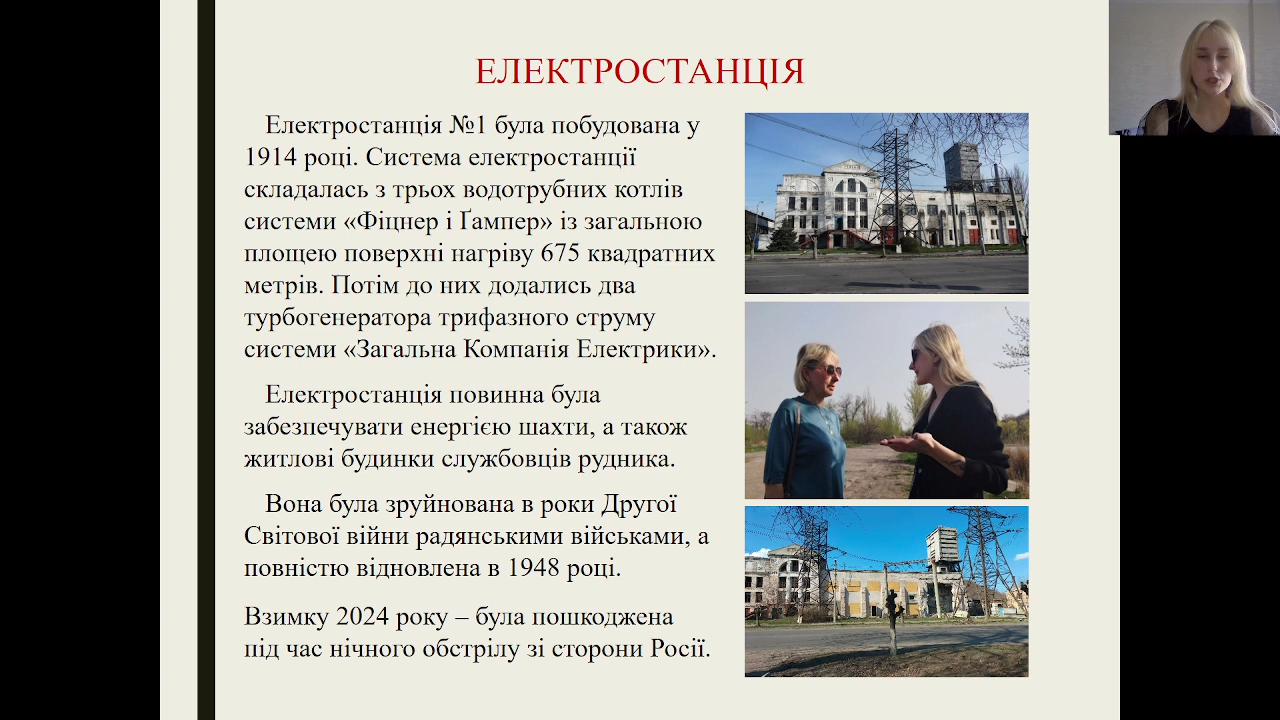 ЕЛЕКТРОСТАНЦІЯ
Електростанція №1 була побудована у
1914 році. Система електростанції
складалась з трьох водотрубних котлів
системи «Фіцнер і Ґампер» із загальною
площею поверхні нагріву 675 квадратних
метрів. Потім до них додались два
турбогенератора трифазного струму
системи «Загальна Компанія Електрики».
Електростанція повинна була
забезпечувати енергією шахти, а також
житлові будинки службовців рудника.
Вона була зруйнована в роки Другої
Світової війни радянськими військами, а
повністю відновлена в 1948 році.
Взимку 2024 року – була пошкоджена
під час нічного обстрілу зі сторони Росії.